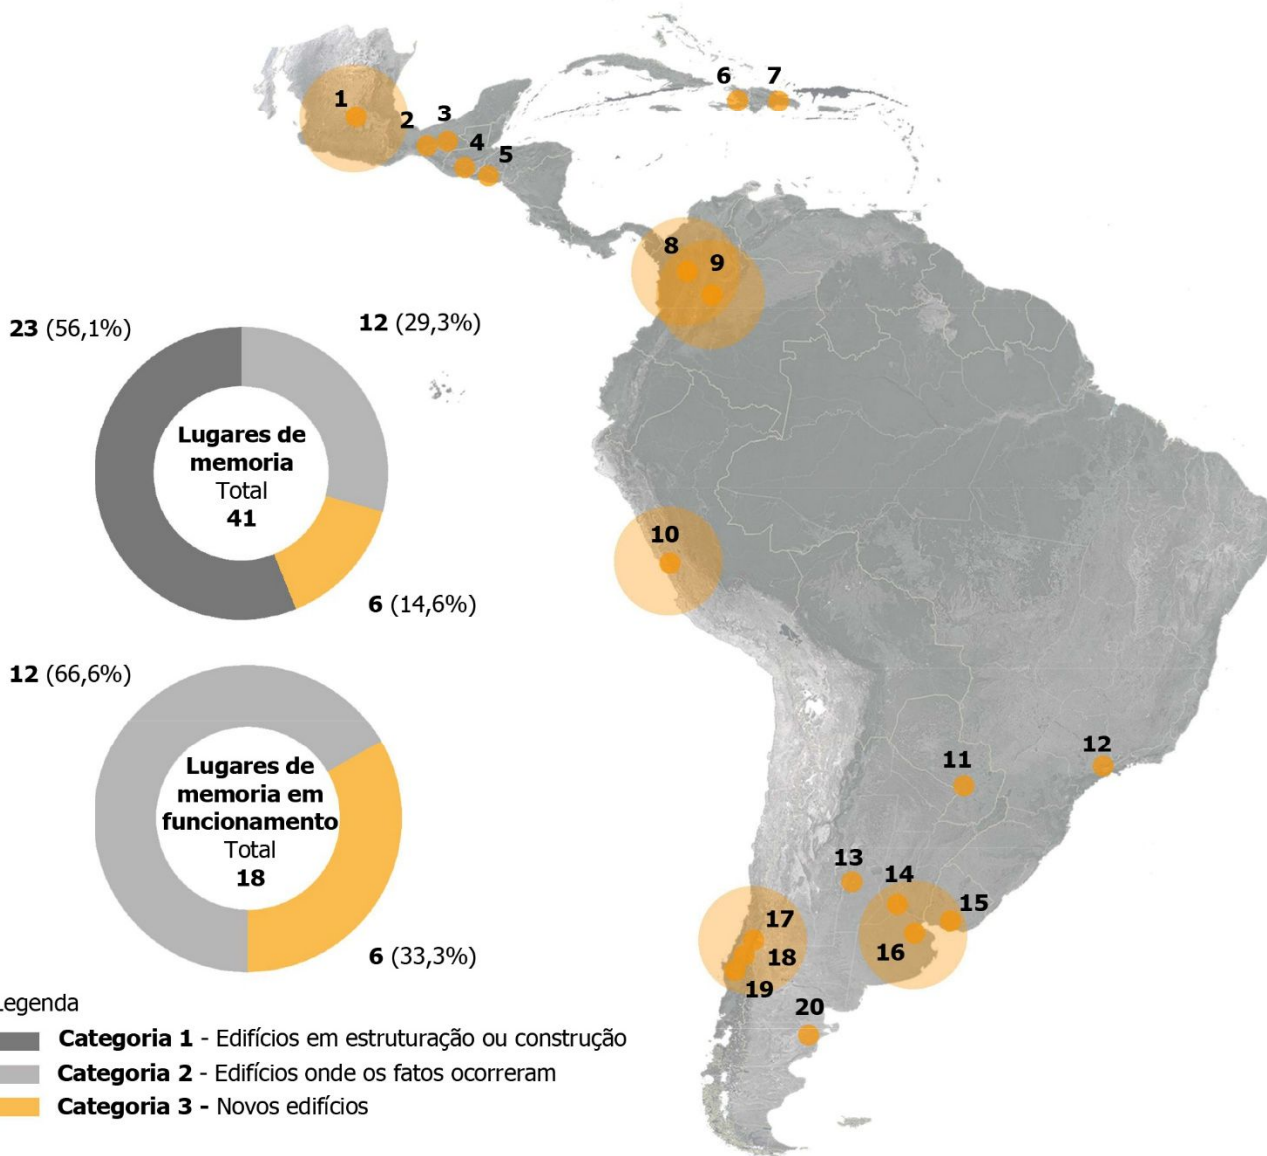 6 7
1 3
2 4 5
8
9
23 (56,1%) 12 (29,3%)
Lugares de
memoria
Total
41
6 (14,6%)
10
12 (66,6%)
Lugares de
memoria em
funcionamento
Total
18
6 (33,3%)
11 12
13 14
15
16
17
18
19
20
Legenda
Categoria 1 - Edifícios em estruturação ou construção
Categoria 2 - Edifícios onde os fatos ocorreram
Categoria 3 - Novos edifícios